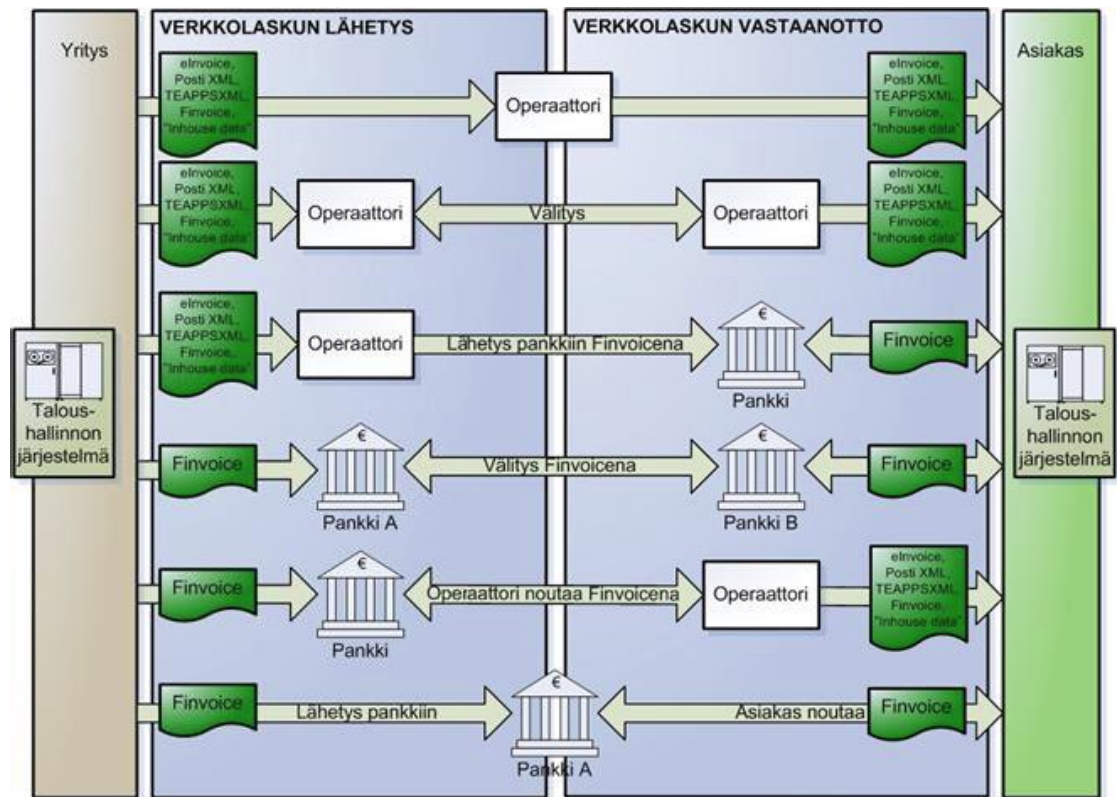 Yritys
VERKKOLASKUN LÄHETYS
VERKKOLASKUN VASTAANOTTO
Asiakas
eInvoice,
Posti XML,
TEAPPSXML,
Finvoice,
"Inhouse data"
Operaattori
eInvoice,
Posti XML,
TEAPPSXML,
Finvoice,
"Inhouse data"
eInvoice,
Posti XML,
TEAPPSXML,
Finvoice,
"Inhouse data"
Operaattori
Välitys
Operaattori
eInvoice,
Posti XML,
TEAPPSXML,
Finvoice,
"Inhouse data"
eInvoice,
Posti XML,
TEAPPSXML,
Finvoice,
"Inhouse data"
Operaattori
Lähetys pankkiin Finvoicena
€
Pankki
Finvoice
Talous-
hallinnon
järjestelmä
Talous-
hallinnon
järjestelmä
Finvoice
€
Pankki A
Välitys Finvoicena
€
Pankki B
Finvoice
Finvoice
€
Pankki
Operaattori noutaa Finvoicena
Operaattori
eInvoice,
Posti XML,
TEAPPSXML,
Finvoice,
"Inhouse data"
Finvoice
Lähetys pankkiin
€
Pankki A
Asiakas noutaa
Finvoice